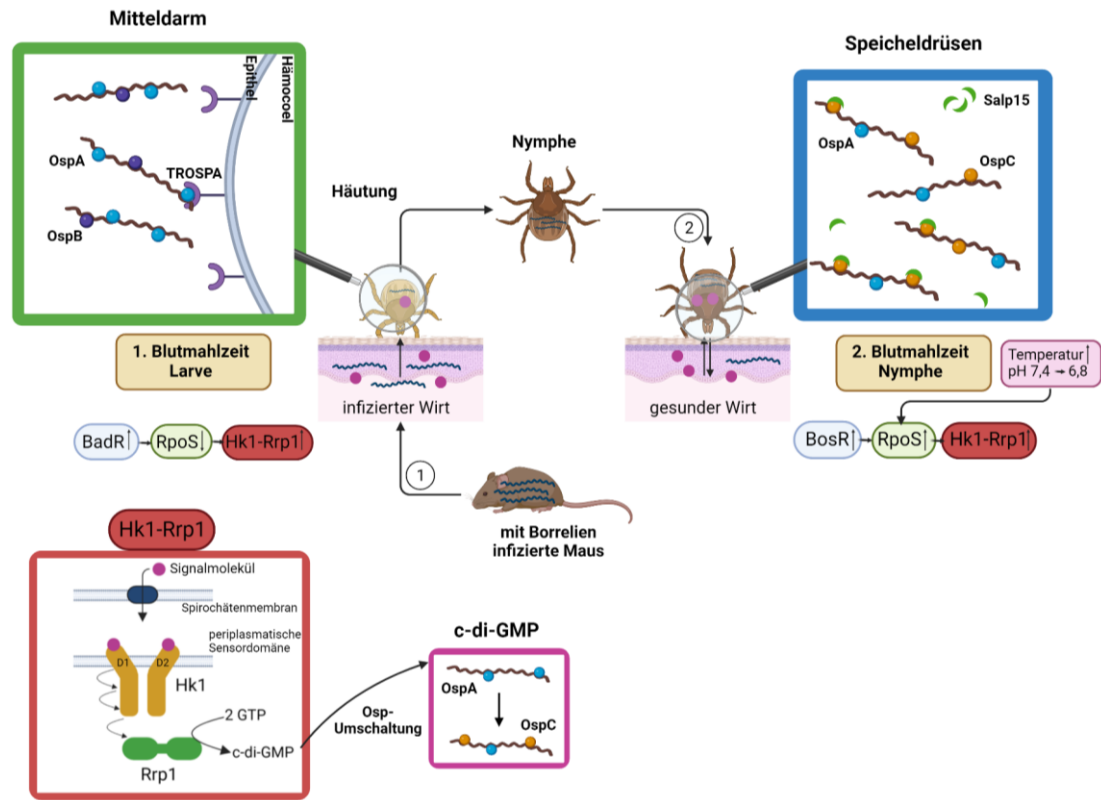 Mitteldarm
Epithel
Hämocoel
OspA
TROSPA
OspB
1. Blutmahlzeit
Larve
BadR↑
RpoS↓
Hk1-Rrp1↑
Häutung
Nymphe
infizierter Wirt
1
mit Borrelien
infizierte Maus
2
gesunder Wirt
Speicheldrüsen
Salp15
OspA
OspC
2. Blutmahlzeit
Nymphe
Temperatur↑
pH 7,4 → 6,8
BosR↑
RpoS↑
Hk1-Rrp1↑
Hk1-Rrp1
Signalmolekül
Spirochätenmembran
periplasmatische
Sensordomäne
D1
D2
Hk1
2 GTP
c-di-GMP
Rrp1
Osp-
Umschaltung
c-di-GMP
OspA
OspC